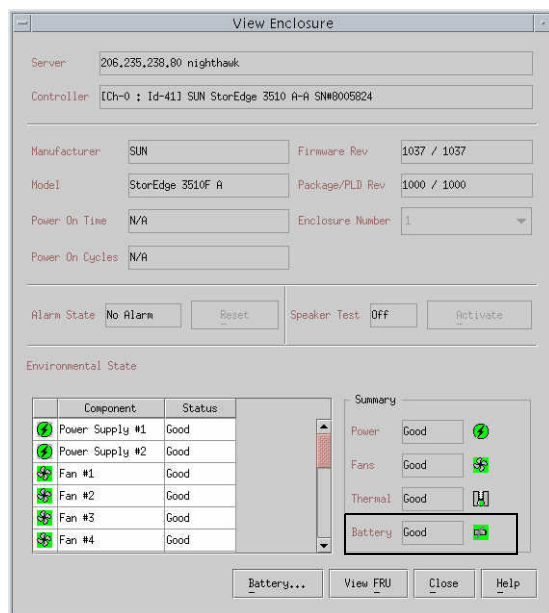 View Enclosure
Server 206.235.238.80 nighthawk
Controller [Ch-0 : Id-41] SUN StorEdge 3510 A-A SN#8005824
Manufacturer SUN Firmware Rev 1037 / 1037
Model StorEdge 3510F A Package/PLD Rev 1000 / 1000
Power On Time N/A Enclosure Number 1
Power On Cycles N/A
Alarm State No Alarm Reset Speaker Test Off Activate
Environmental State
Component Status
Power Supply #1 Good
Power Supply #2 Good
Fan #1 Good
Fan #2 Good
Fan #3 Good
Fan #4 Good
Summary
Power Good
Fans Good
Thermal Good
Battery Good
Battery... View FRU Close Help